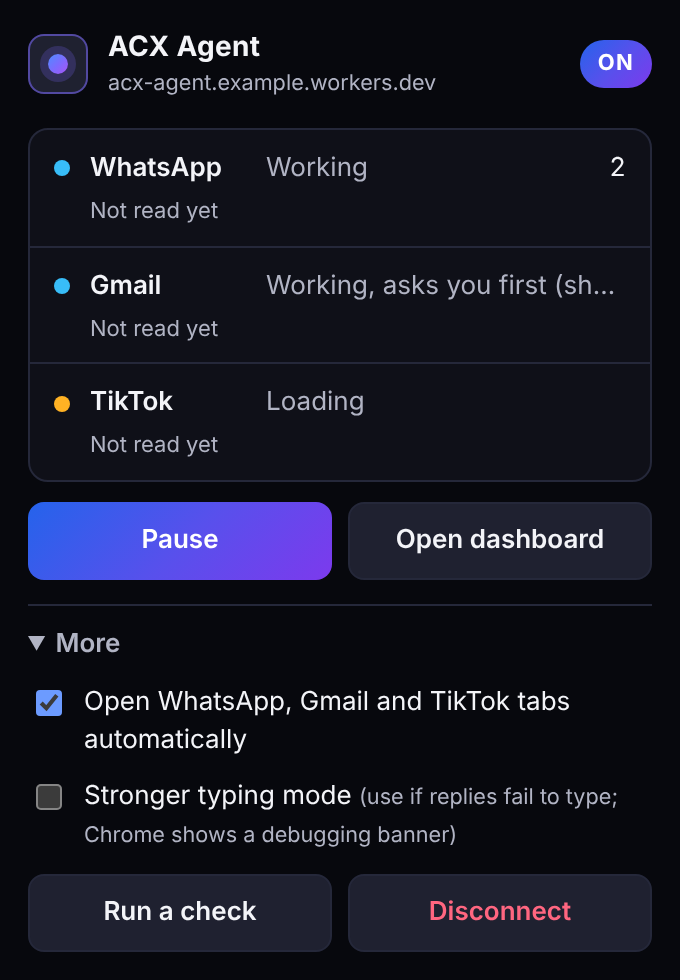 ACX Agent
acx-agent.example.workers.dev
ON
WhatsApp Working 2
Not read yet
Gmail Working, asks you first (sh...
Not read yet
TikTok Loading
Not read yet
Pause Open dashboard
More
Open WhatsApp, Gmail and TikTok tabs
automatically
Stronger typing mode (use if replies fail to type;
Chrome shows a debugging banner)
Run a check Disconnect